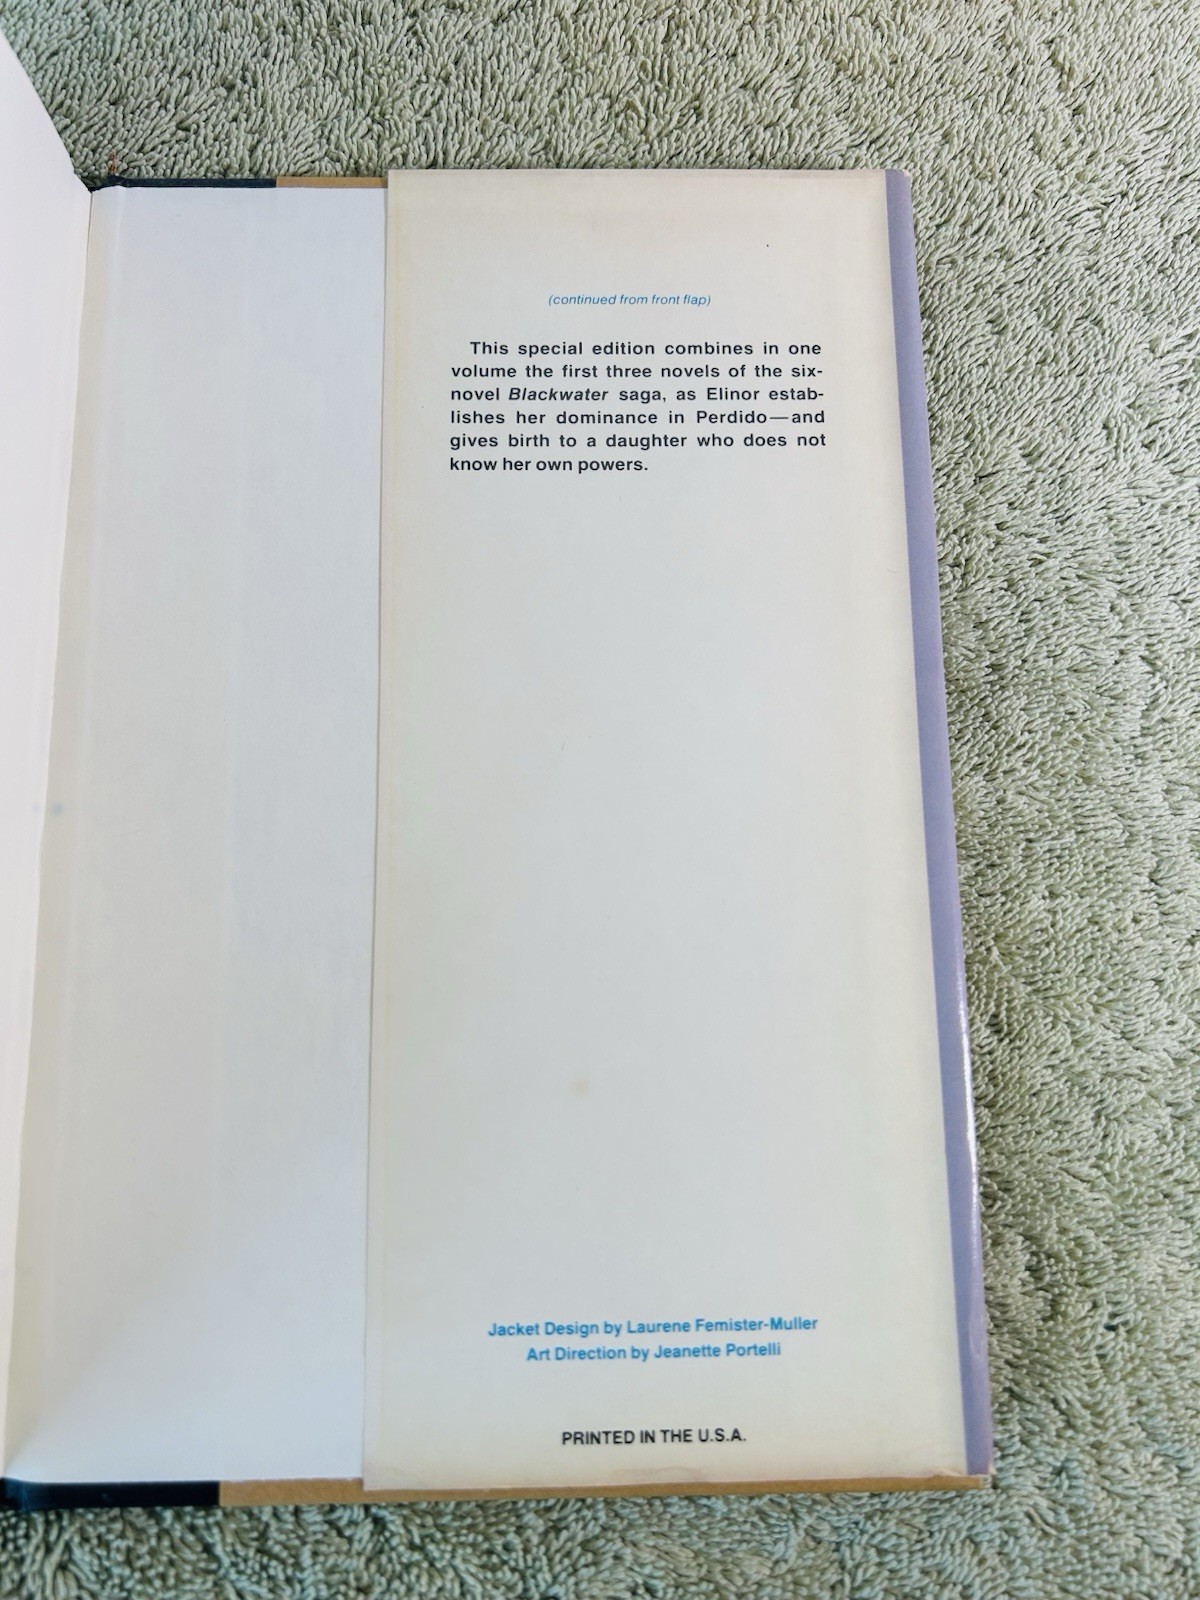 (continued from front flap)
This special edition combines in one
volume the first three novels of the six-
novel Blackwater saga, as Elinor estab-
lishes her dominance in Perdido—and
gives birth to a daughter who does not
know her own powers.
Jacket Design by Laurene Femister-Muller
Art Direction by Jeanette Portelli
PRINTED IN THE U.S.A.